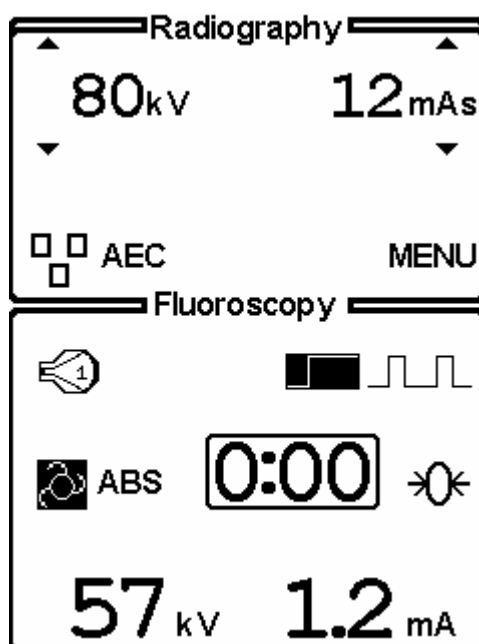 Radiography
80kV 12mAs
AEC MENU
Fluoroscopy
1
ABS 0:00
57 kV 1.2 mA